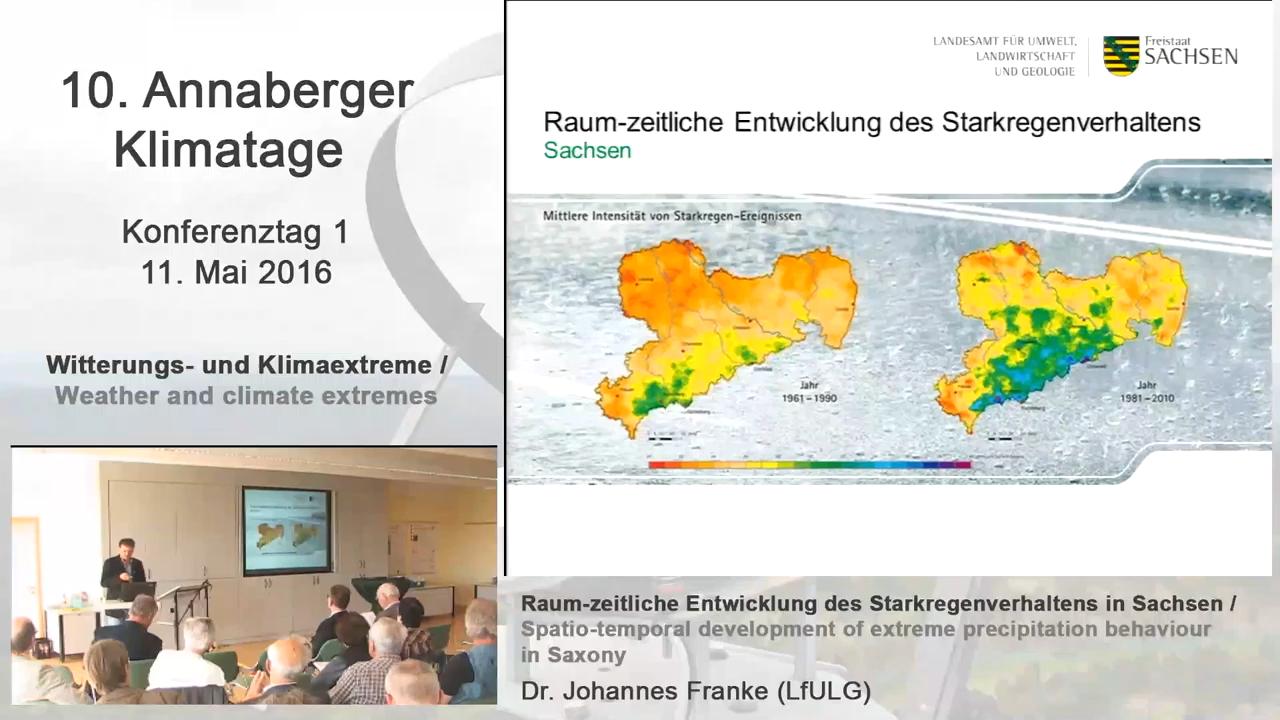 10. Annaberger
Klimatage
Konferenztag 1
11. Mai 2016
Witterungs- und Klimaextreme /
Weather and climate extremes
LANDESAMT FÜR UMWELT,
LANDWIRTSCHAFT
UND GEOLOGIE
Freistaat
SACHSEN
Raum-zeitliche Entwicklung des Starkregenverhaltens
Sachsen
Mittlere Intensität von Starkregen-Ereignissen
Jahr
1961–1990
Jahr
1981–2010
Raum-zeitliche Entwicklung des Starkregenverhaltens in Sachsen /
Spatio-temporal development of extreme precipitation behaviour
in Saxony
Dr. Johannes Franke (LfULG)